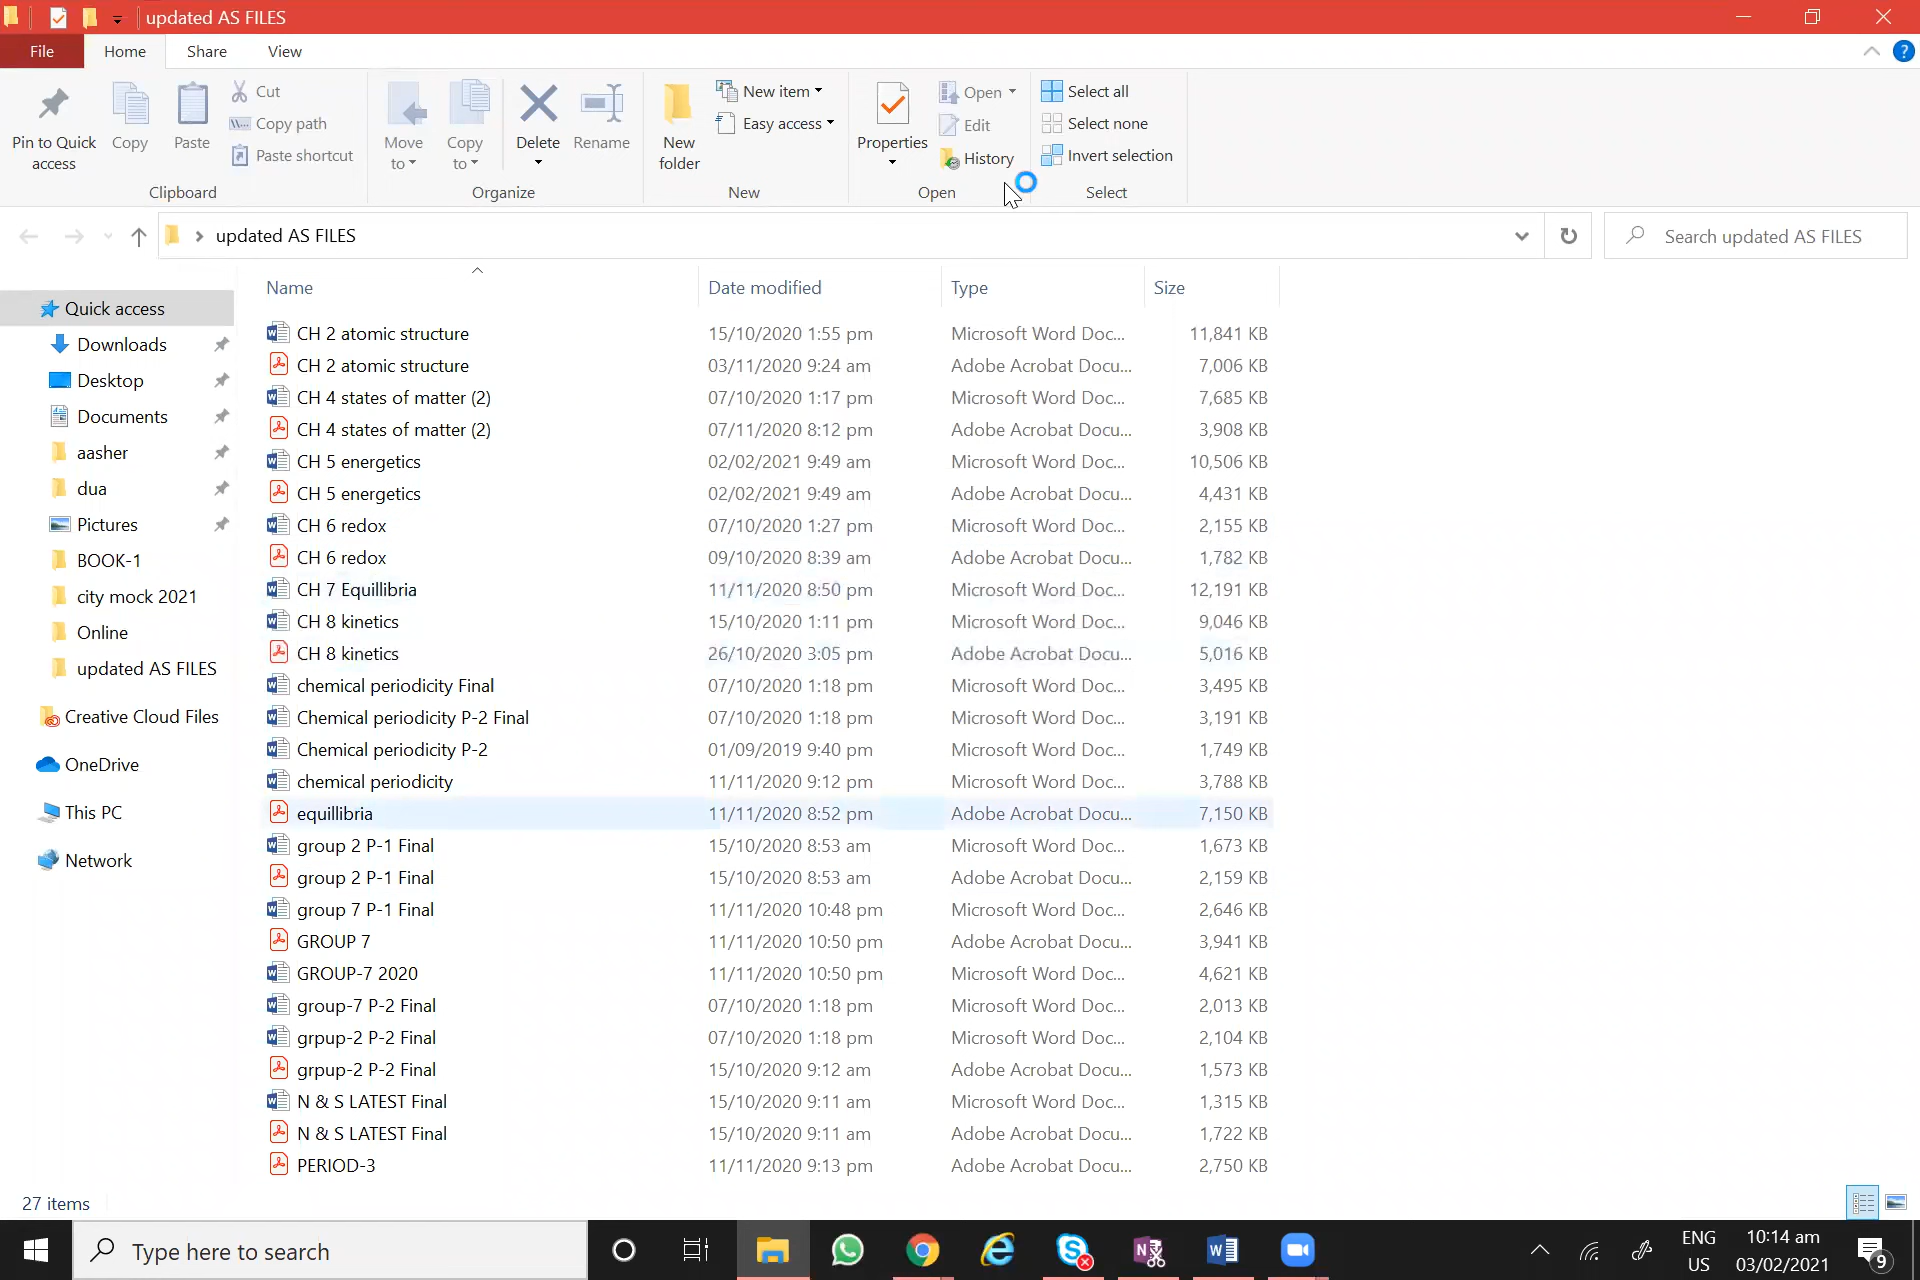 updated AS FILES
File Home Share View
Pin to Quick access
Copy
Paste
Cut
Copy path
Paste shortcut
Clipboard
Move to
Copy to
Delete
Rename
Organize
New folder
New item
Easy access
New
Properties
Open
Edit
History
Open
Select all
Select none
Invert selection
Select
updated AS FILES
Search updated AS FILES
Quick access
Downloads
Desktop
Documents
aasher
dua
Pictures
BOOK-1
city mock 2021
Online
updated AS FILES
Creative Cloud Files
OneDrive
This PC
Network
Name Date modified Type Size
CH 2 atomic structure 15/10/2020 1:55 pm Microsoft Word Doc... 11,841 KB
CH 2 atomic structure 03/11/2020 9:24 am Adobe Acrobat Docu... 7,006 KB
CH 4 states of matter (2) 07/10/2020 1:17 pm Microsoft Word Doc... 7,685 KB
CH 4 states of matter (2) 07/11/2020 8:12 pm Adobe Acrobat Docu... 3,908 KB
CH 5 energetics 02/02/2021 9:49 am Microsoft Word Doc... 10,506 KB
CH 5 energetics 02/02/2021 9:49 am Adobe Acrobat Docu... 4,431 KB
CH 6 redox 07/10/2020 1:27 pm Microsoft Word Doc... 2,155 KB
CH 6 redox 09/10/2020 8:39 am Adobe Acrobat Docu... 1,782 KB
CH 7 Equillibria 11/11/2020 8:50 pm Microsoft Word Doc... 12,191 KB
CH 8 kinetics 15/10/2020 1:11 pm Microsoft Word Doc... 9,046 KB
CH 8 kinetics 26/10/2020 3:05 pm Adobe Acrobat Docu... 5,016 KB
chemical periodicity Final 07/10/2020 1:18 pm Microsoft Word Doc... 3,495 KB
Chemical periodicity P-2 Final 07/10/2020 1:18 pm Microsoft Word Doc... 3,191 KB
Chemical periodicity P-2 01/09/2019 9:40 pm Microsoft Word Doc... 1,749 KB
chemical periodicity 11/11/2020 9:12 pm Microsoft Word Doc... 3,788 KB
equillibria 11/11/2020 8:52 pm Adobe Acrobat Docu... 7,150 KB
group 2 P-1 Final 15/10/2020 8:53 am Microsoft Word Doc... 1,673 KB
group 2 P-1 Final 15/10/2020 8:53 am Adobe Acrobat Docu... 2,159 KB
group 7 P-1 Final 11/11/2020 10:48 pm Microsoft Word Doc... 2,646 KB
GROUP 7 11/11/2020 10:50 pm Adobe Acrobat Docu... 3,941 KB
GROUP-7 2020 11/11/2020 10:50 pm Microsoft Word Doc... 4,621 KB
group-7 P-2 Final 07/10/2020 1:18 pm Microsoft Word Doc... 2,013 KB
grpup-2 P-2 Final 07/10/2020 1:18 pm Microsoft Word Doc... 2,104 KB
grpup-2 P-2 Final 15/10/2020 9:12 am Adobe Acrobat Docu... 1,573 KB
N & S LATEST Final 15/10/2020 9:11 am Microsoft Word Doc... 1,315 KB
N & S LATEST Final 15/10/2020 9:11 am Adobe Acrobat Docu... 1,722 KB
PERIOD-3 11/11/2020 9:13 pm Adobe Acrobat Docu... 2,750 KB
27 items
Type here to search
ENG
US
10:14 am
03/02/2021
9